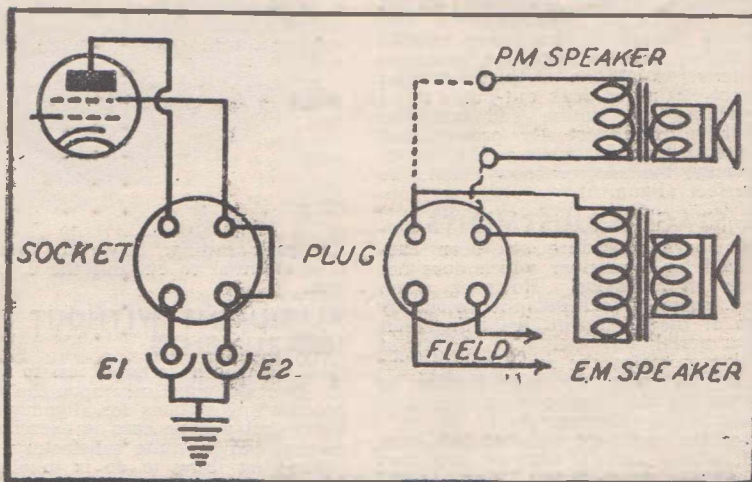 PM SPEAKER
SOCKET
PLUG
E1
E2
FIELD
E.M. SPEAKER